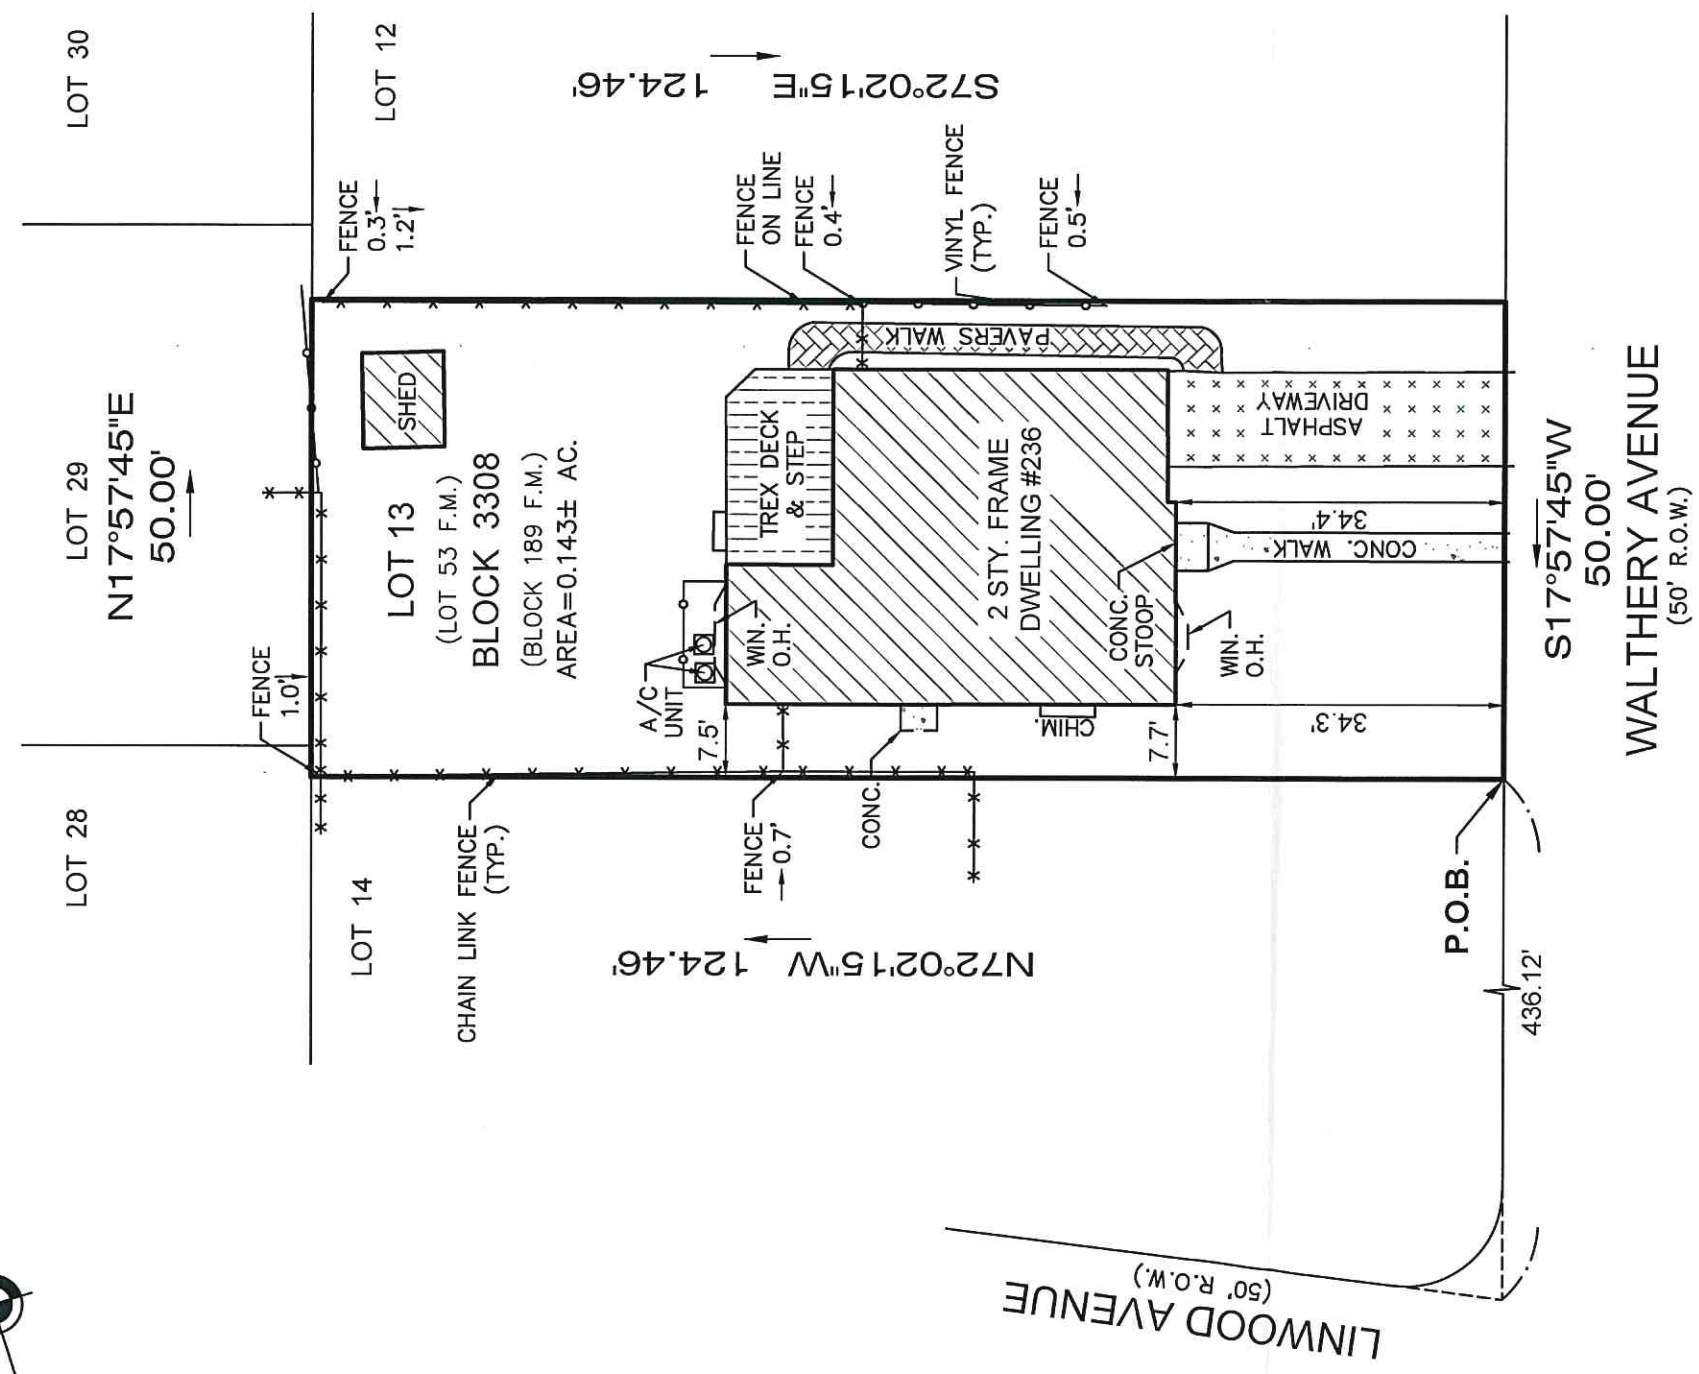 LOT 30
LOT 12
S72°02'15"E 124.46'
LOT 29
N17°57'45"E
50.00'
FENCE
0.3'
1.2'
FENCE
ON LINE
FENCE
0.4'
VINYL FENCE
(TYP.)
FENCE
0.5'
SHED
PAVERS WALK
LOT 13
(LOT 53 F.M.)
BLOCK 3308
(BLOCK 189 F.M.)
AREA=0.143± AC.
TREX DECK
& STEP
2 STY. FRAME
DWELLING #236
ASPHALT
DRIVEWAY
34.4'
CONC. WALK
CONC.
STOOP
WIN.
O.H.
WIN.
O.H.
A/C
UNIT
FENCE
1.0'
7.5'
CHIM.
7.7'
34.3'
S17°57'45"W
50.00'
WALTHERY AVENUE
(50' R.O.W.)
LOT 28
LOT 14
CHAIN LINK FENCE
(TYP.)
FENCE
0.7'
CONC.
N72°02'15"W 124.46'
P.O.B.
436.12'
LINWOOD AVENUE
(50' R.O.W.)